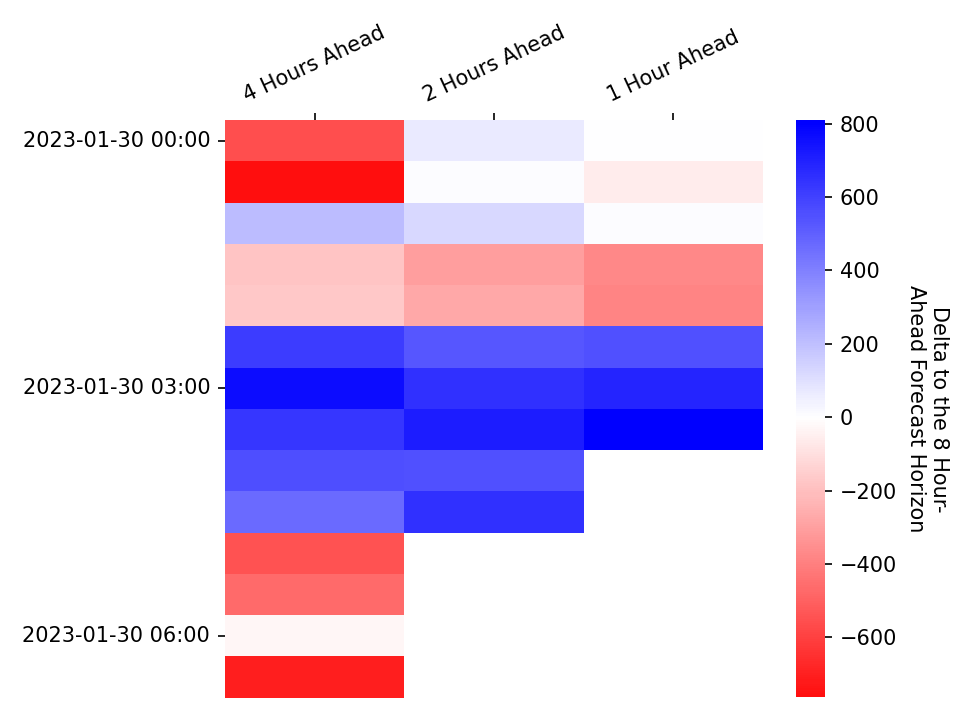 4 Hours Ahead
2 Hours Ahead
1 Hour Ahead
2023-01-30 00:00
2023-01-30 03:00
2023-01-30 06:00
800
600
400
200
0
−200
−400
−600
Delta to the 8 Hour-
Ahead Forecast Horizon